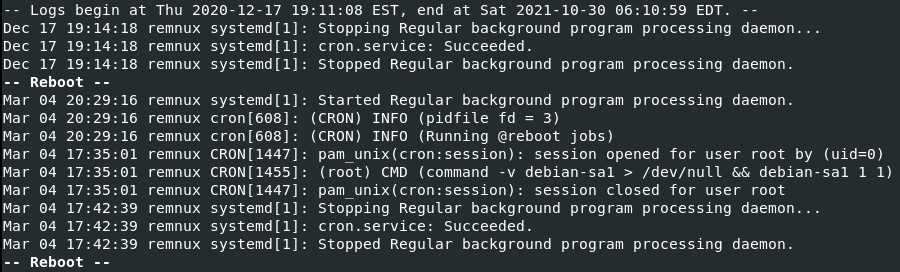 -- Logs begin at Thu 2020-12-17 19:11:08 EST, end at Sat 2021-10-30 06:10:59 EDT. --
Dec 17 19:14:18 remnux systemd[1]: Stopping Regular background program processing daemon...
Dec 17 19:14:18 remnux systemd[1]: cron.service: Succeeded.
Dec 17 19:14:18 remnux systemd[1]: Stopped Regular background program processing daemon.
-- Reboot --
Mar 04 20:29:16 remnux systemd[1]: Started Regular background program processing daemon.
Mar 04 20:29:16 remnux cron[608]: (CRON) INFO (pidfile fd = 3)
Mar 04 20:29:16 remnux cron[608]: (CRON) INFO (Running @reboot jobs)
Mar 04 17:35:01 remnux CRON[1447]: pam_unix(cron:session): session opened for user root by (uid=0)
Mar 04 17:35:01 remnux CRON[1455]: (root) CMD (command -v debian-sa1 > /dev/null && debian-sa1 1 1)
Mar 04 17:35:01 remnux CRON[1447]: pam_unix(cron:session): session closed for user root
Mar 04 17:42:39 remnux systemd[1]: Stopping Regular background program processing daemon...
Mar 04 17:42:39 remnux systemd[1]: cron.service: Succeeded.
Mar 04 17:42:39 remnux systemd[1]: Stopped Regular background program processing daemon.
-- Reboot --